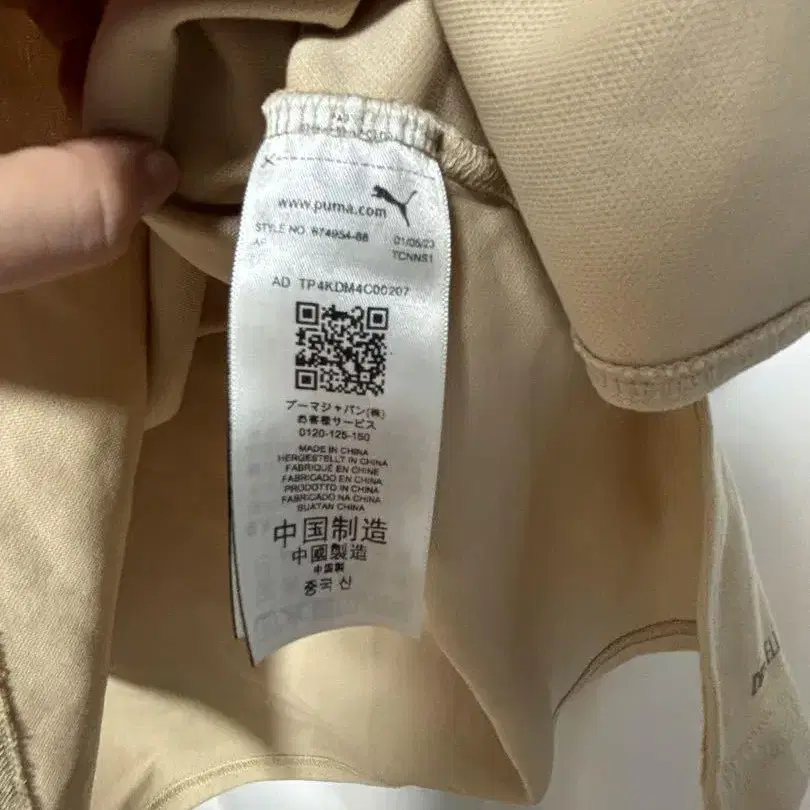 www.puma.com
STYLE NO 674954-88 01/05/23
AF TCNNS1
AD TP4KDM4C00207
プーマジャパン(株)
お客様サービス
0120-125-150
MADE IN CHINA
HERGESTELLT IN CHINA
FABRIQUÉ EN CHINE
FABRICADO EN CHINA
PRODOTTO IN CHINA
FABRICADO NA CHINA
BUATAN CHINA
中国制造
中國製造
中国製
중국 산